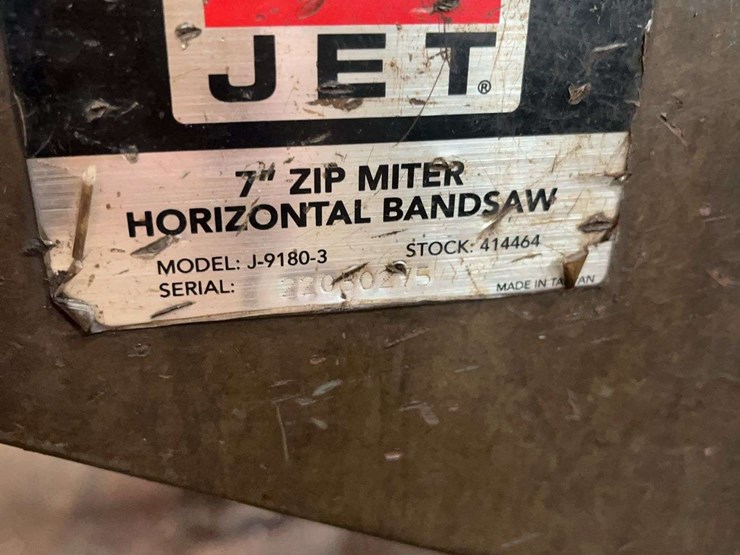 JET®
7" ZIP MITER
HORIZONTAL BANDSAW
MODEL: J-9180-3 STOCK: 414464
SERIAL:
MADE IN